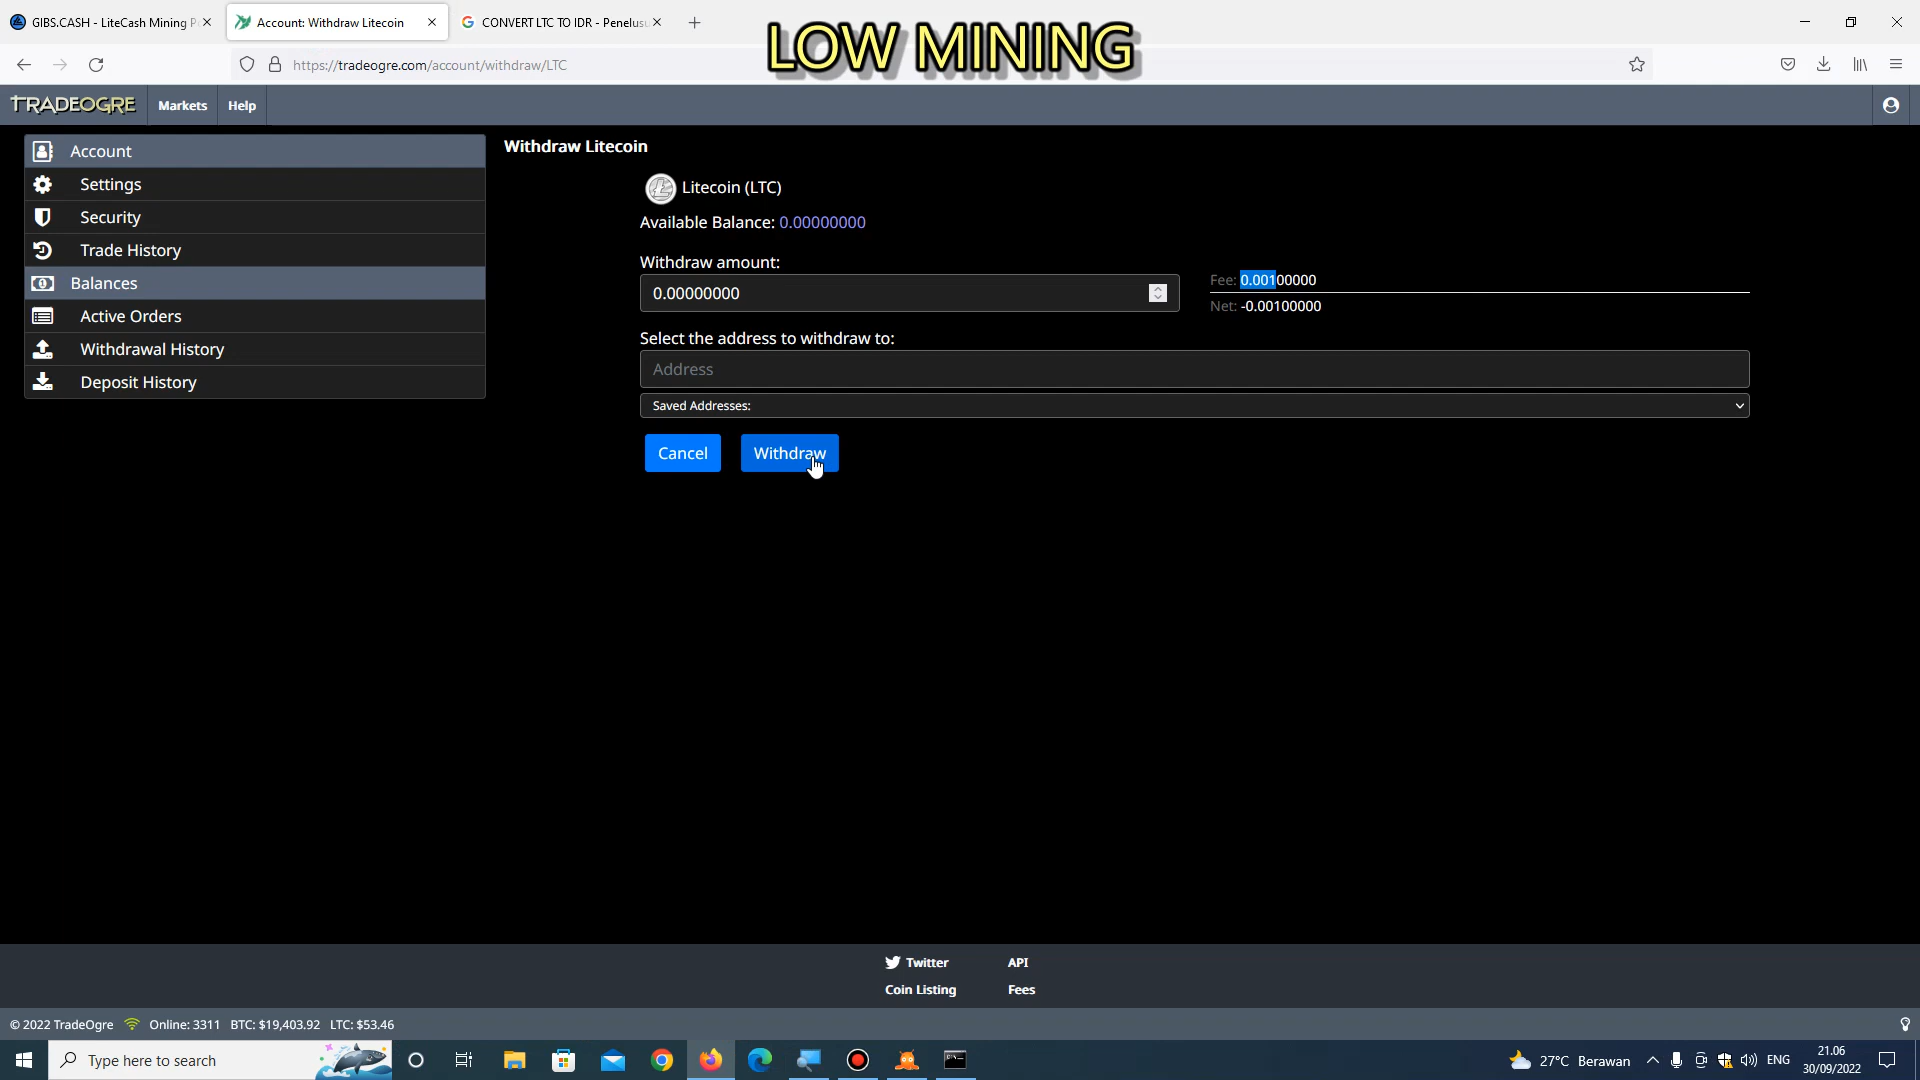 GIBS.CASH - LiteCash Mining P
Account: Withdraw Litecoin
CONVERT LTC TO IDR - Penelusu
LOW MINING
https://tradeogre.com/account/withdraw/LTC
TRADEOGRE
Markets
Help
Account
Settings
Security
Trade History
Balances
Active Orders
Withdrawal History
Deposit History
Withdraw Litecoin
Litecoin (LTC)
Available Balance: 0.00000000
Withdraw amount:
0.00000000
Fee: 0.00100000
Net: -0.00100000
Select the address to withdraw to:
Address
Saved Addresses:
Cancel
Withdraw
Twitter
API
Coin Listing
Fees
© 2022 TradeOgre Online: 3311 BTC: $19,403.92 LTC: $53.46
Type here to search
27°C Berawan
ENG
21.06
30/09/2022